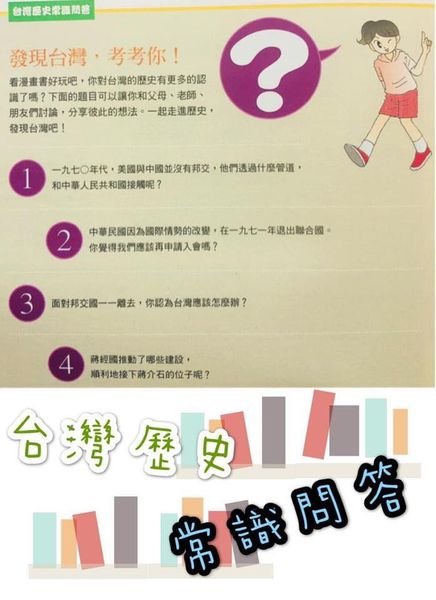 台灣歷史常識問答
發現台灣，考考你！
看漫畫書好玩吧，你對台灣的歷史有更多的認
識了嗎？下面的題目可以讓你和父母、老師、
朋友們討論，分享彼此的想法。一起走進歷史，
發現台灣吧！
?
1
一九七〇年代，美國與中國並沒有邦交，他們透過什麼管道，
和中華人民共和國接觸呢？
2
中華民國因為國際情勢的改變，在一九七一年退出聯合國。
你覺得我們應該再申請入會嗎？
3
面對邦交國一一離去，你認為台灣應該怎麼辦？
4
蔣經國推動了哪些建設，
順利地接下蔣介石的位子呢？
台灣歷史
常識問答